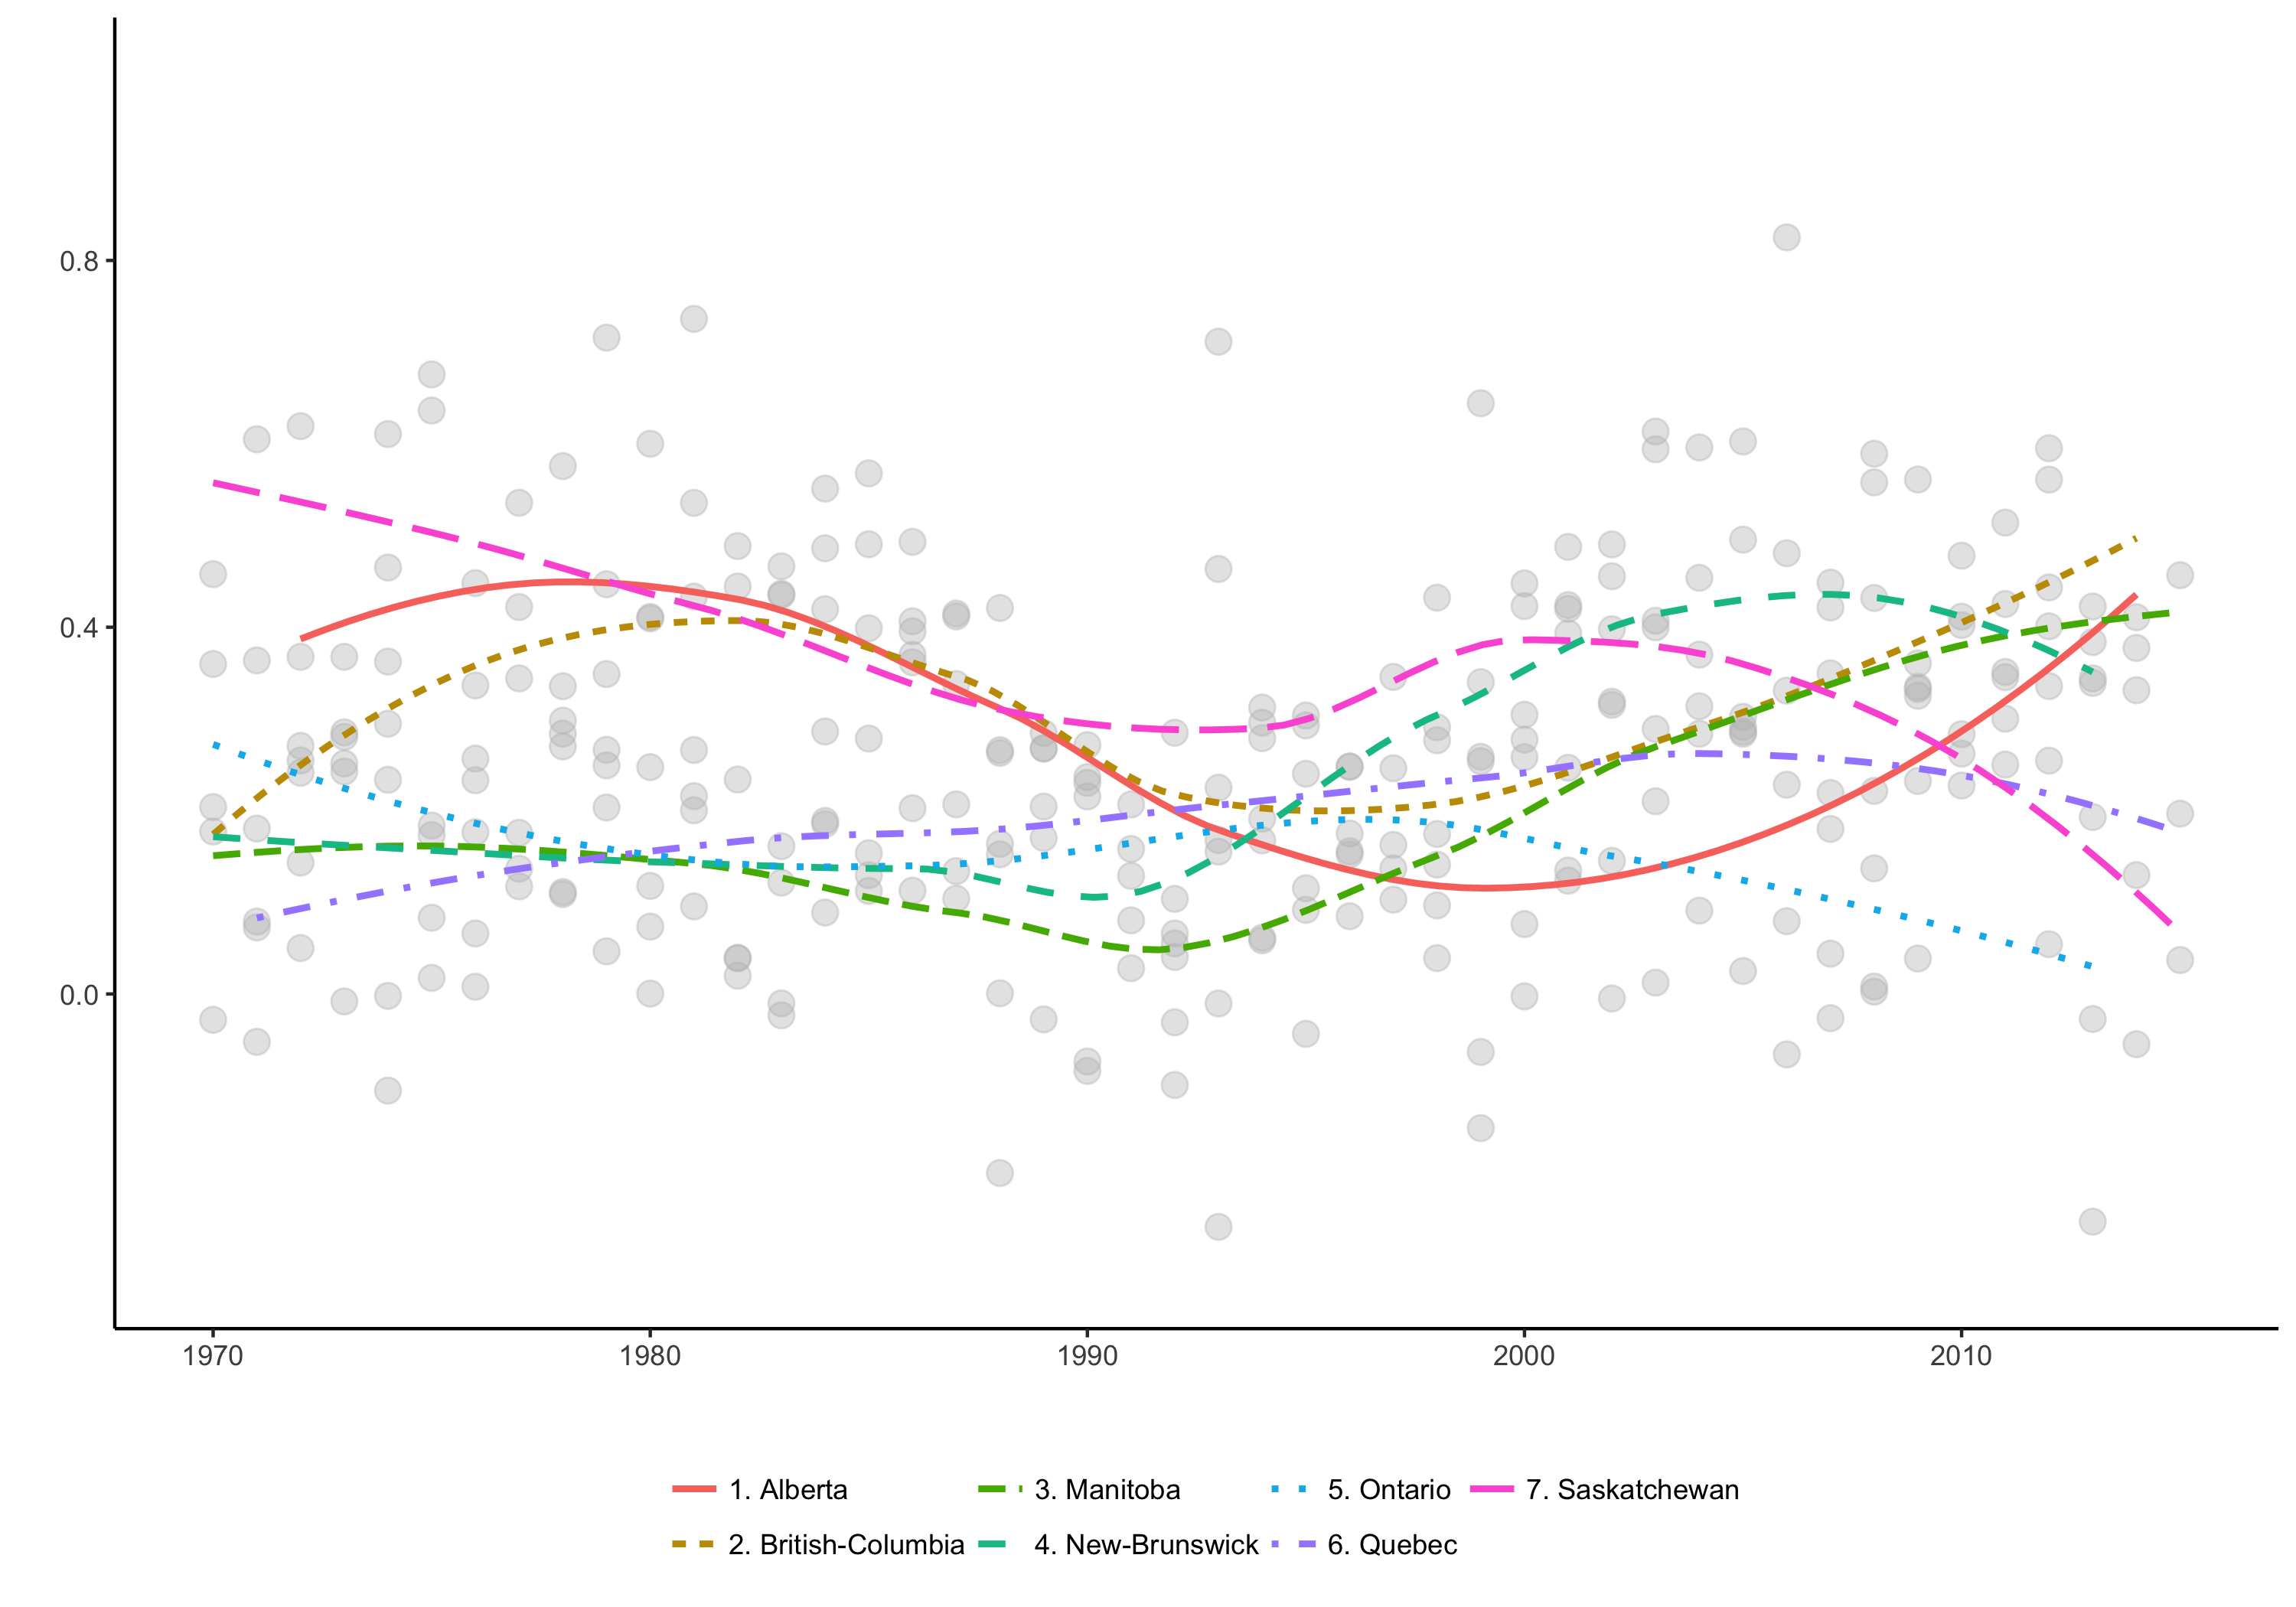 0.8
0.4
0.0
1970 1980 1990 2000 2010
1. Alberta 3. Manitoba 5. Ontario 7. Saskatchewan
2. British-Columbia 4. New-Brunswick 6. Quebec